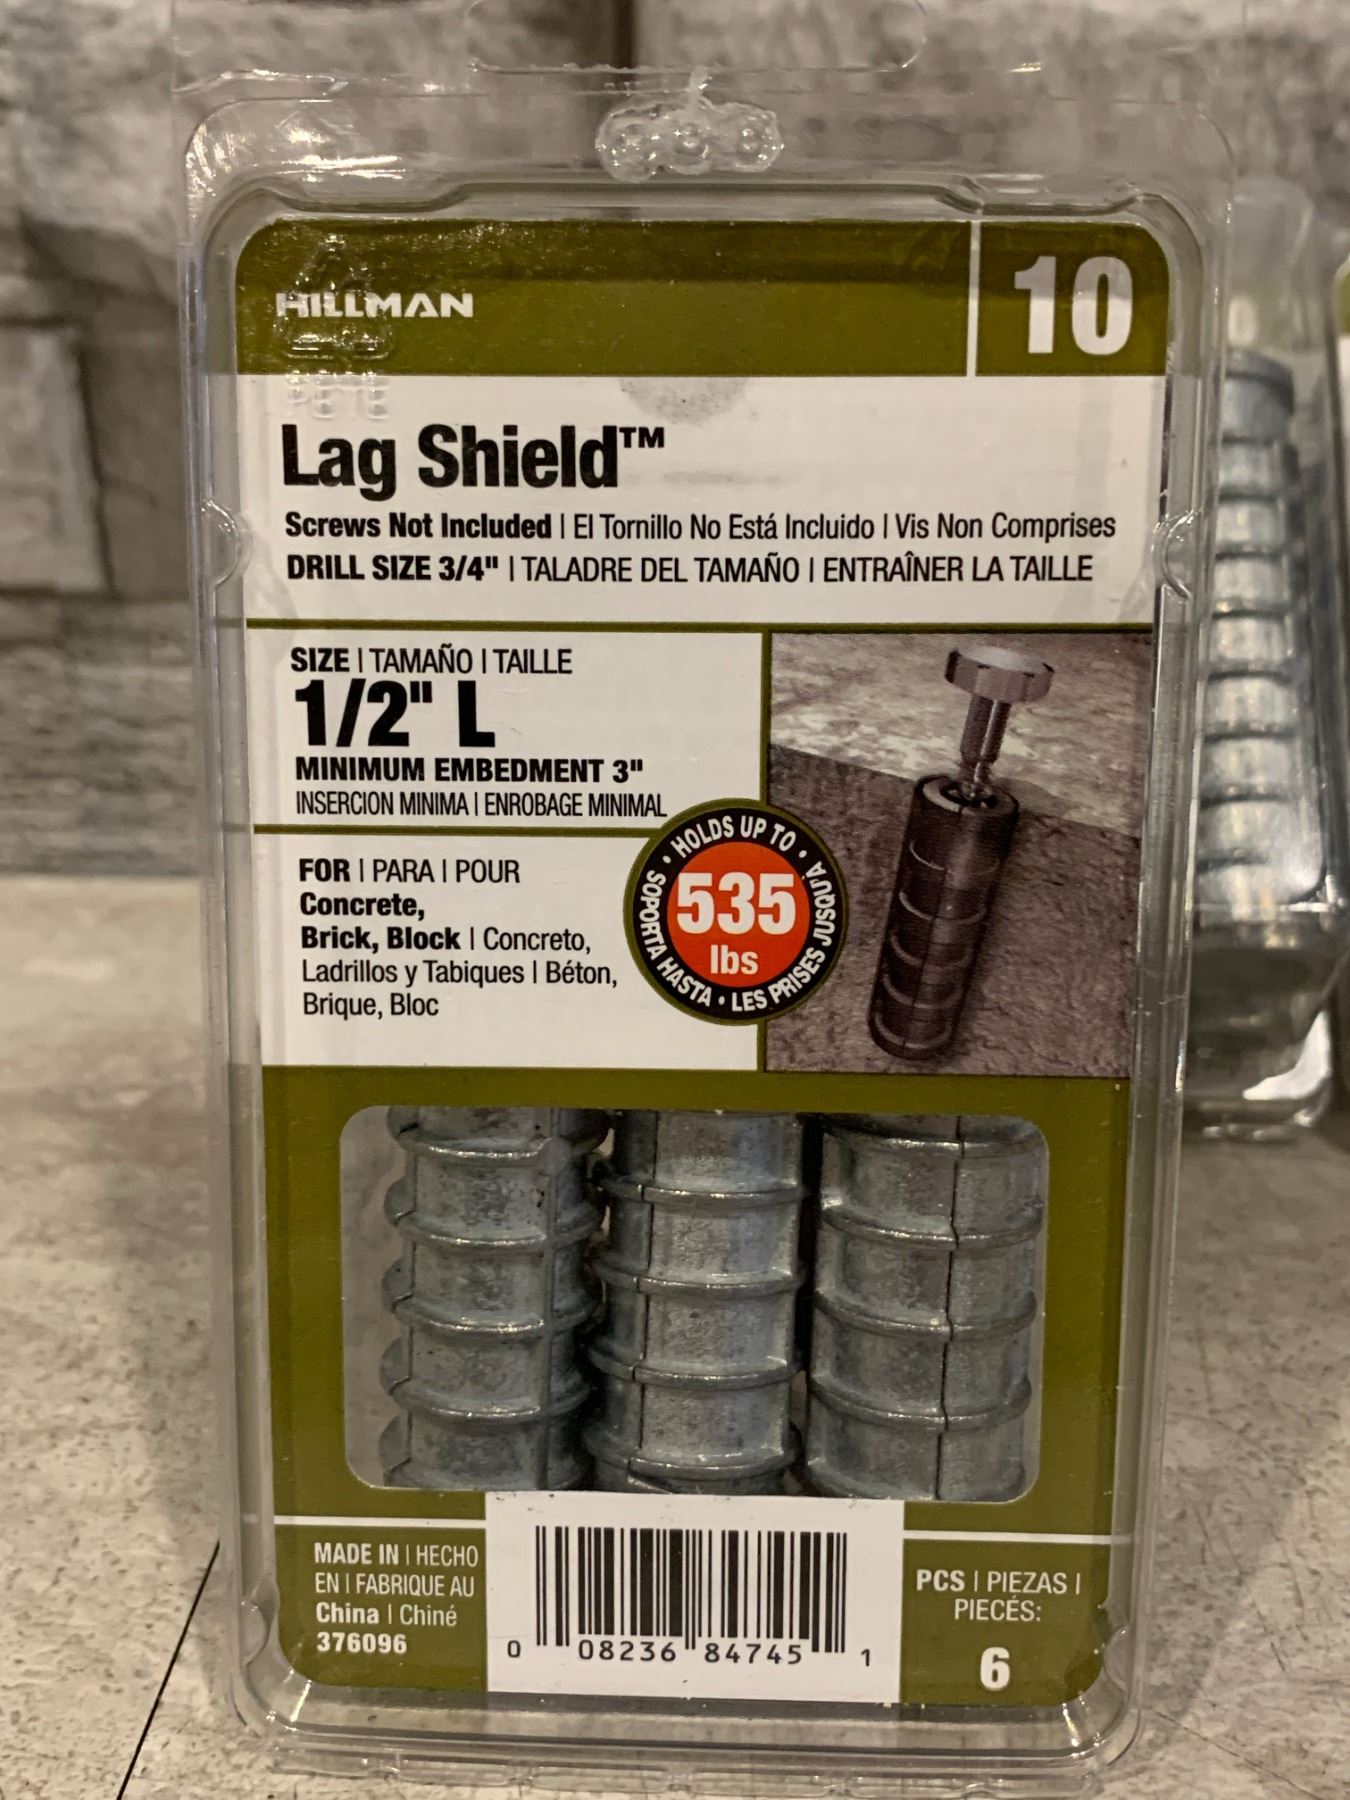 HILLMAN
10
PETE
Lag Shield™
Screws Not Included | El Tornillo No Está Incluido | Vis Non Comprises
DRILL SIZE 3/4" | TALADRE DEL TAMAÑO | ENTRAÎNER LA TAILLE
SIZE | TAMAÑO | TAILLE
1/2" L
MINIMUM EMBEDMENT 3"
INSERCION MINIMA | ENROBAGE MINIMAL
FOR | PARA | POUR
Concrete,
Brick, Block | Concreto,
Ladrillos y Tabiques | Béton,
Brique, Bloc
• HOLDS UP TO •
535
lbs
SOPORTA HASTA • LES PRISES JUSQU'À
MADE IN | HECHO
EN | FABRIQUE AU
China | Chiné
376096
0 08236 84745 1
PCS | PIEZAS |
PIECÉS:
6